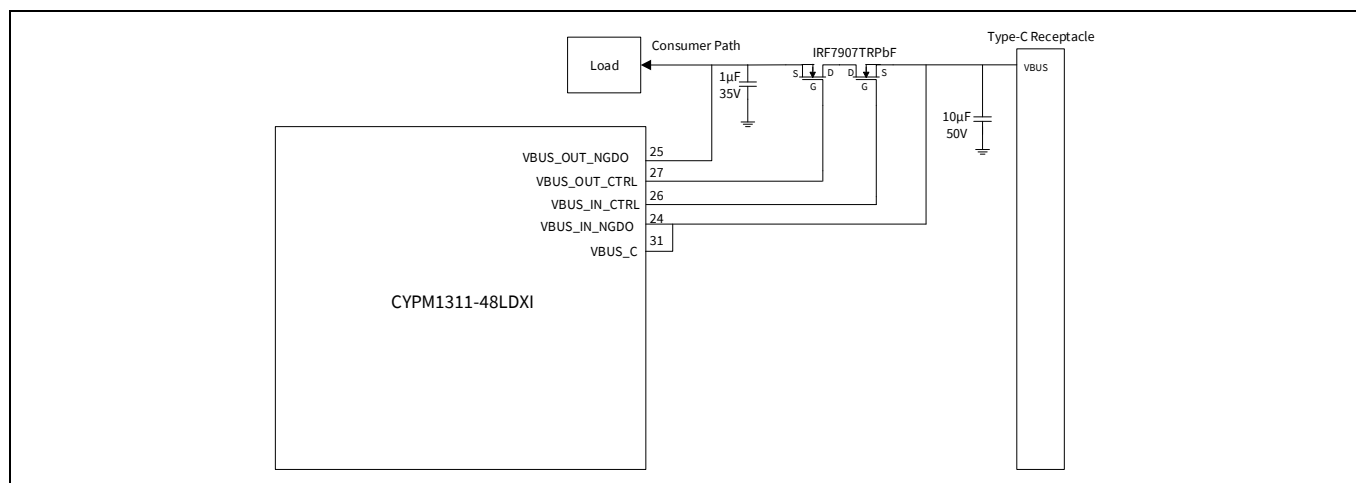 Type-C Receptacle
Consumer Path
IRF7907TRPbF
Load
VBUS
S
D
D
S
G
G
1µF
35V
10µF
50V
VBUS_OUT_NGDO
25
VBUS_OUT_CTRL
27
VBUS_IN_CTRL
26
VBUS_IN_NGDO
24
VBUS_C
31
CYPM1311-48LDXI